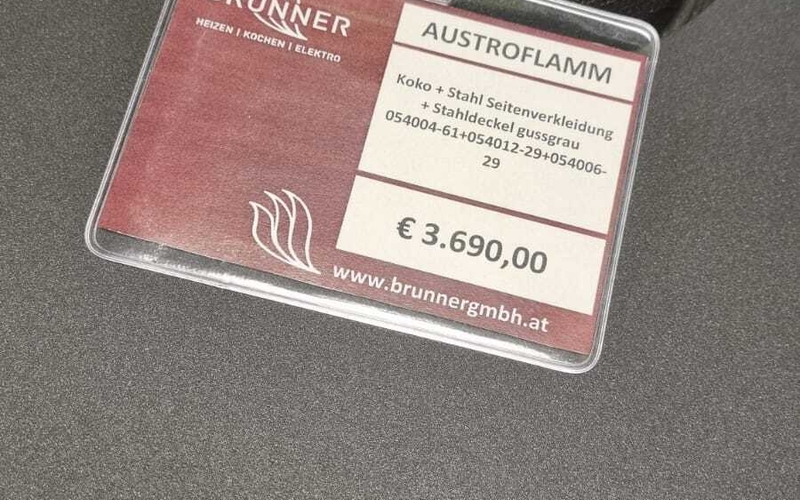 BRUNNER
HEIZEN | KOCHEN | ELEKTRO
AUSTROFLAMM
Koko + Stahl Seitenverkleidung
+ Stahldeckel gussgrau
054004-61+054012-29+054006-
29
€ 3.690,00
www.brunnergmbh.at